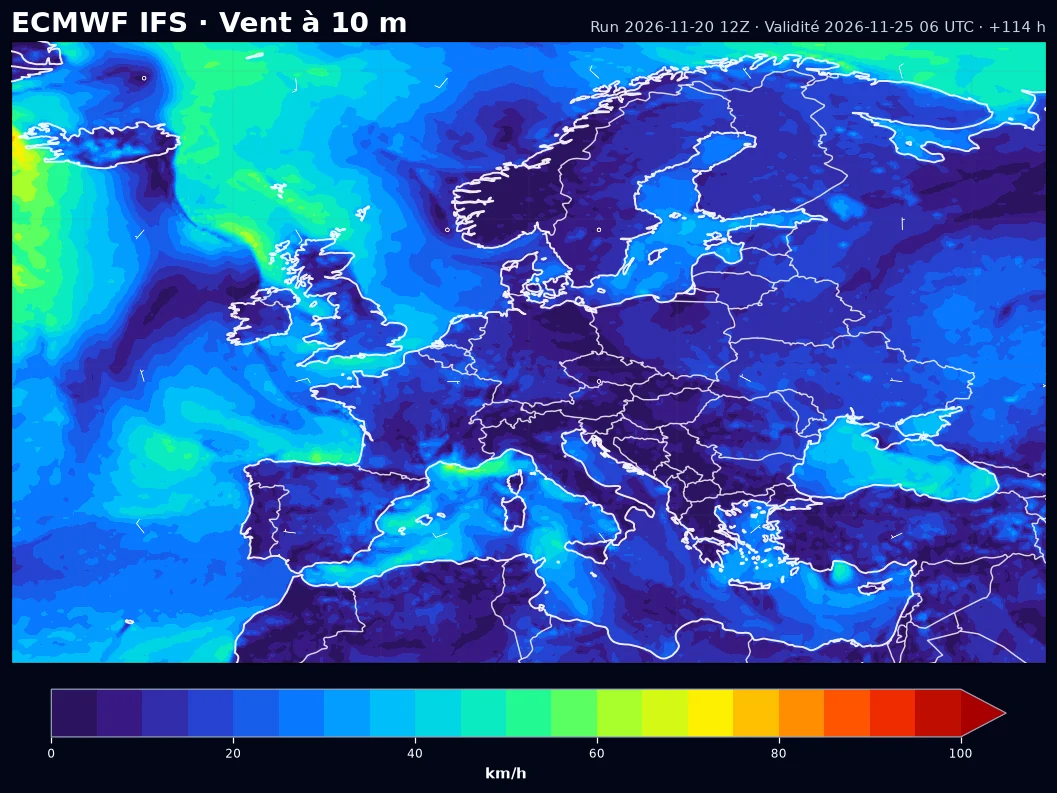 ECMWF IFS · Vent à 10 m
Run 2026-11-20 12Z · Validité 2026-11-25 06 UTC · +114 h
0 20 40 60 80 100
km/h